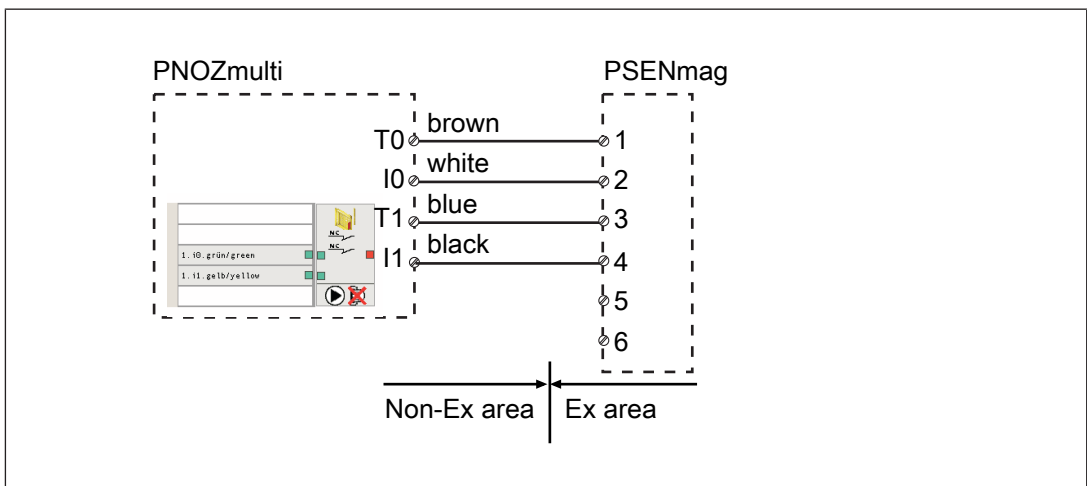 PNOZmulti
PSENmag
T0 brown 1
I0 white 2
T1 blue 3
I1 black 4
5
6
NC
NC
1.i0.grün/green
1.i1.gelb/yellow
Non-Ex area
Ex area